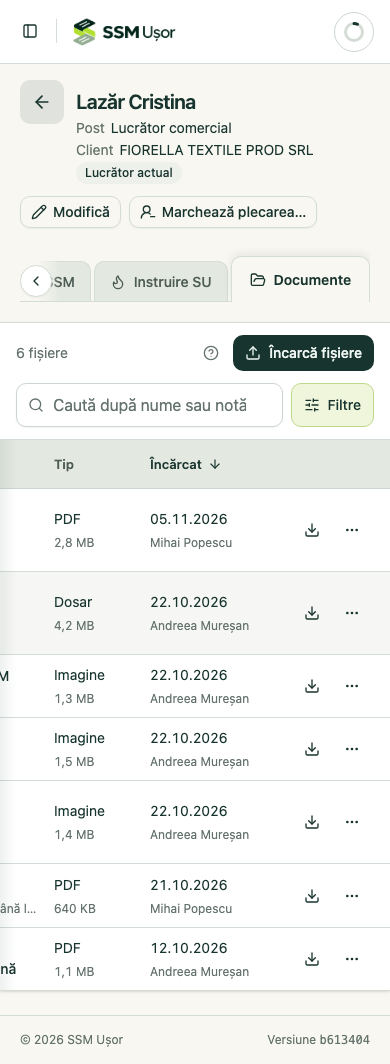 SSM Ușor
Lazăr Cristina
Post Lucrător comercial
Client FIORELLA TEXTILE PROD SRL
Lucrător actual
Modifică
Marchează plecarea...
SSM
Instruire SU
Documente
6 fișiere
Încarcă fișiere
Caută după nume sau notă
Filtre
Tip Încărcat
PDF 05.11.2026
2,8 MB Mihai Popescu
Dosar 22.10.2026
4,2 MB Andreea Mureșan
M Imagine 22.10.2026
1,3 MB Andreea Mureșan
Imagine 22.10.2026
1,5 MB Andreea Mureșan
Imagine 22.10.2026
1,4 MB Andreea Mureșan
PDF 21.10.2026
ână l... 640 KB Mihai Popescu
PDF 12.10.2026
nă 1,1 MB Andreea Mureșan
© 2026 SSM Ușor
Versiune b613404